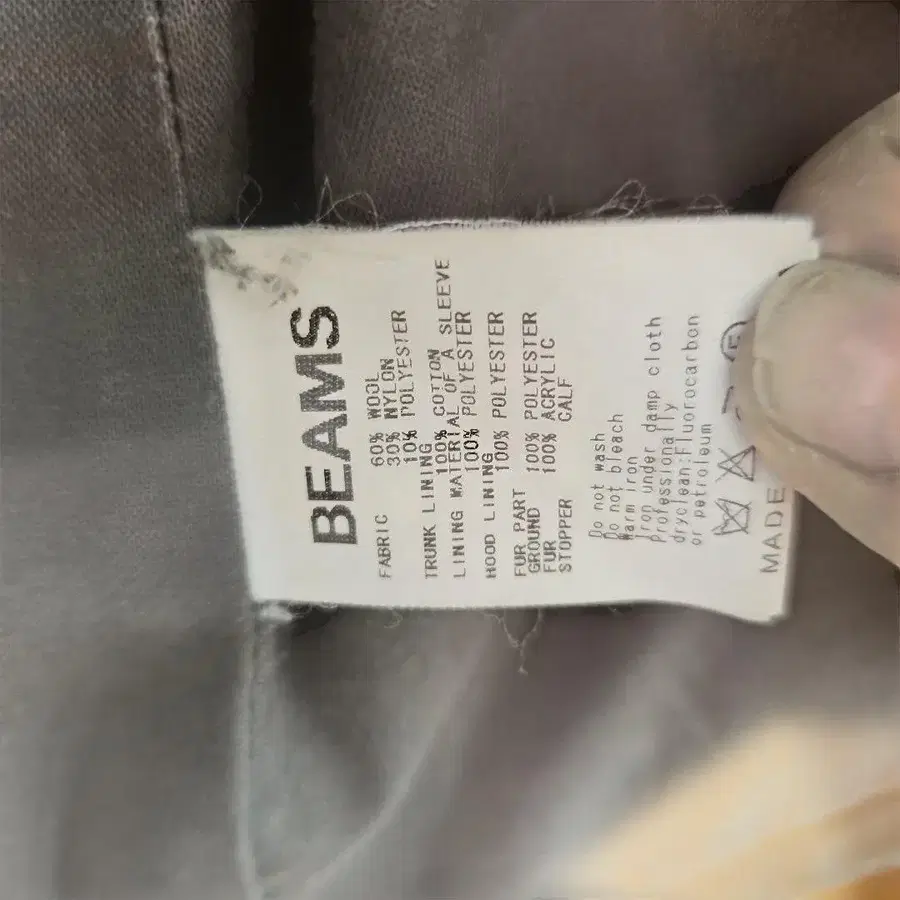 BEAMS
FABRIC 60% WOOL
30% NYLON
10% POLYESTER
TRUNK LINING
100% COTTON
LINING MATERIAL OF A SLEEVE
100% POLYESTER
HOOD LINING
100% POLYESTER
FUR PART
GROUND 100% POLYESTER
FUR 100% ACRYLIC
STOPPER CALF
Do not wash
Do not bleach
Warm iron
Iron under damp cloth
professionally
dryclean:Fluorocarbon
or petroleum
MADE